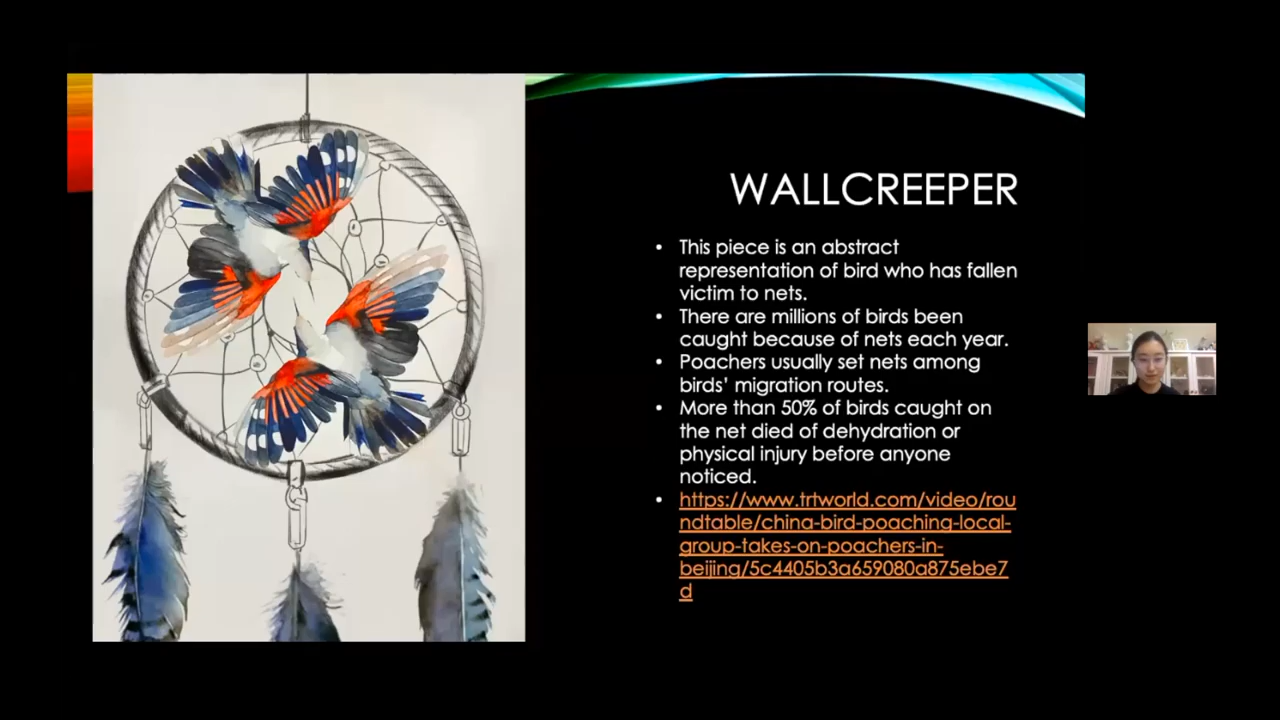 WALLCREEPER
• This piece is an abstract
representation of bird who has fallen
victim to nets.
• There are millions of birds been
caught because of nets each year.
• Poachers usually set nets among
birds' migration routes.
• More than 50% of birds caught on
the net died of dehydration or
physical injury before anyone
noticed.
• https://www.trtworld.com/video/rou
ndtable/china-bird-poaching-local-
group-takes-on-poachers-in-
beijing/5c4405b3a659080a875ebe7
d